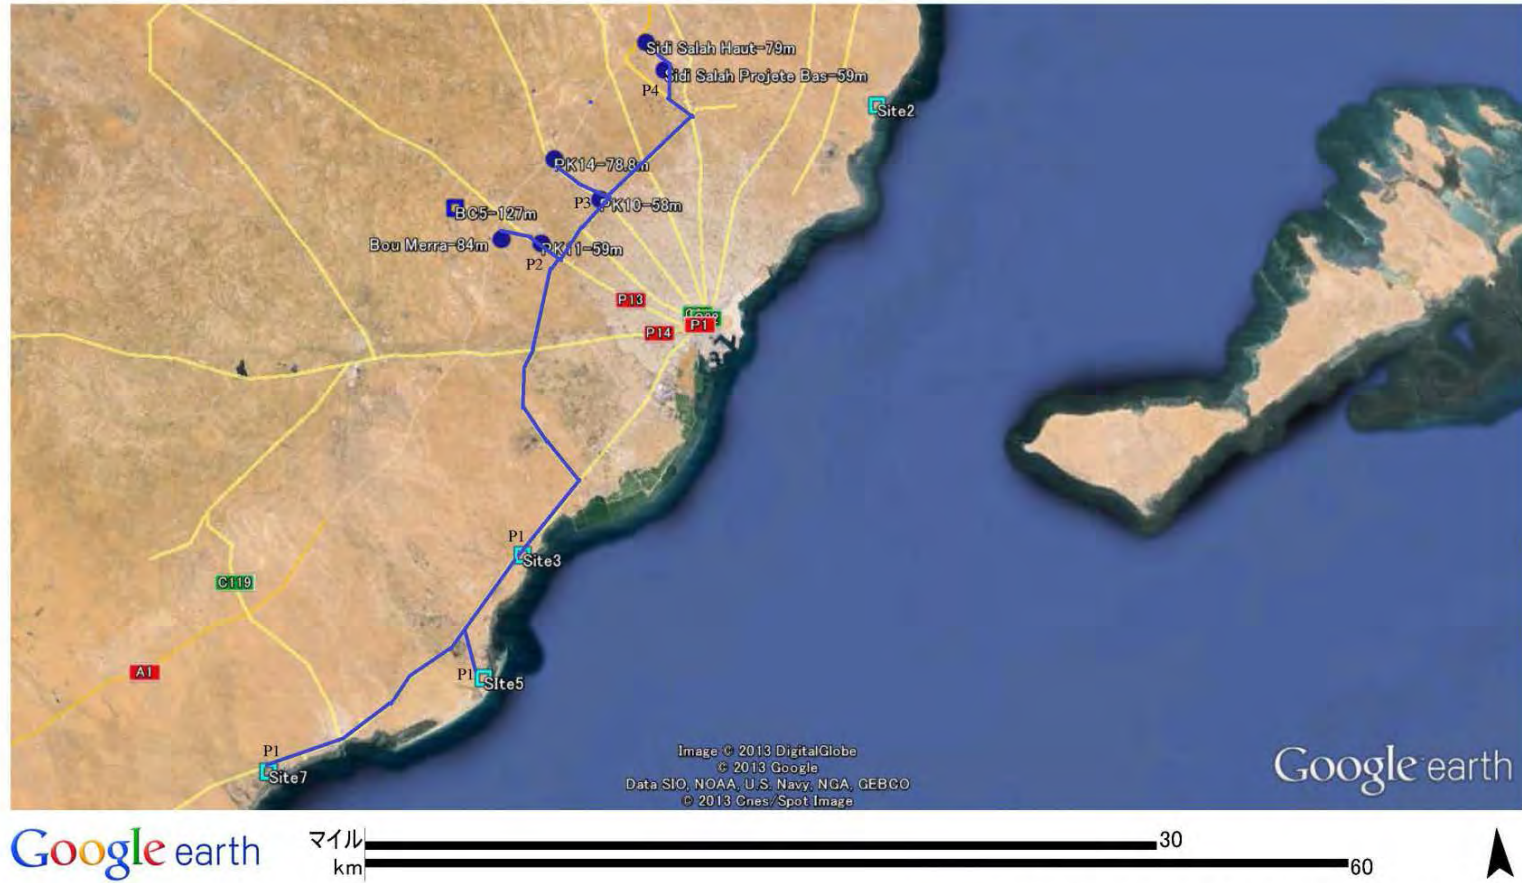 Sidi Salah Haut-79m
Sidi Salah Projete Bas-59m
P4
Site2
PK14-78.8m
P3
PK10-53m
BC5-127m
Bou Merra-84m
PK11-59m
P2
P13
P1
P14
P1
Site3
C119
A1
P1
SIte5
P1
Site7
Image © 2013 DigitalGlobe
© 2013 Google
Data SIO, NOAA, U.S. Navy, NGA, GEBCO
© 2013 Cnes/Spot Image
Google earth
Google earth
マイル
30
km
60